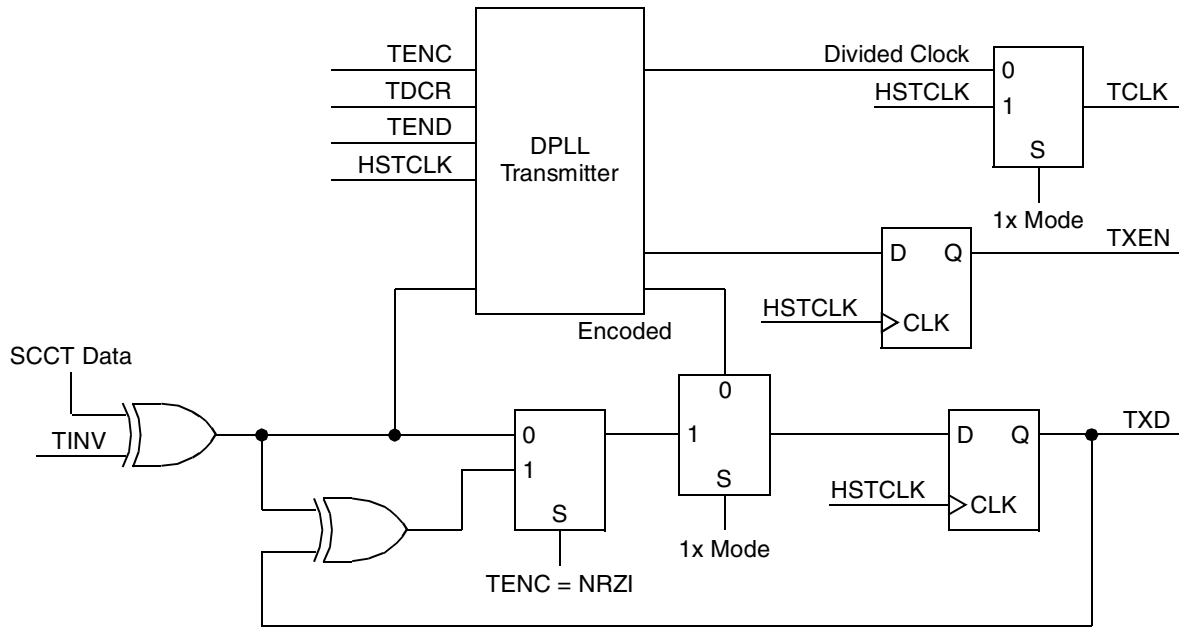 TENC
TDCR
TEND
HSTCLK
DPLL
Transmitter
Divided Clock
HSTCLK
0
1
S
TCLK
1x Mode
D Q
CLK
HSTCLK
TXEN
Encoded
SCCT Data
TINV
0
1
S
TENC = NRZI
0
1
S
1x Mode
D Q
CLK
HSTCLK
TXD